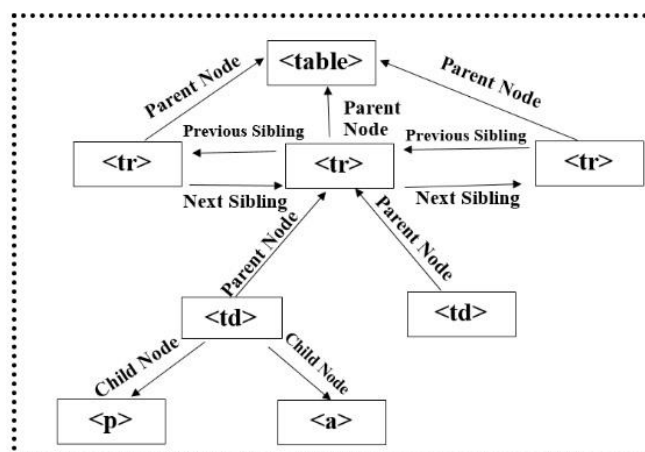 <table>
Parent Node
Parent
Node
Parent Node
Previous Sibling
Previous Sibling
<tr>
<tr>
<tr>
Next Sibling
Next Sibling
Parent Node
Parent Node
<td>
<td>
Child Node
Child Node
<p>
<a>